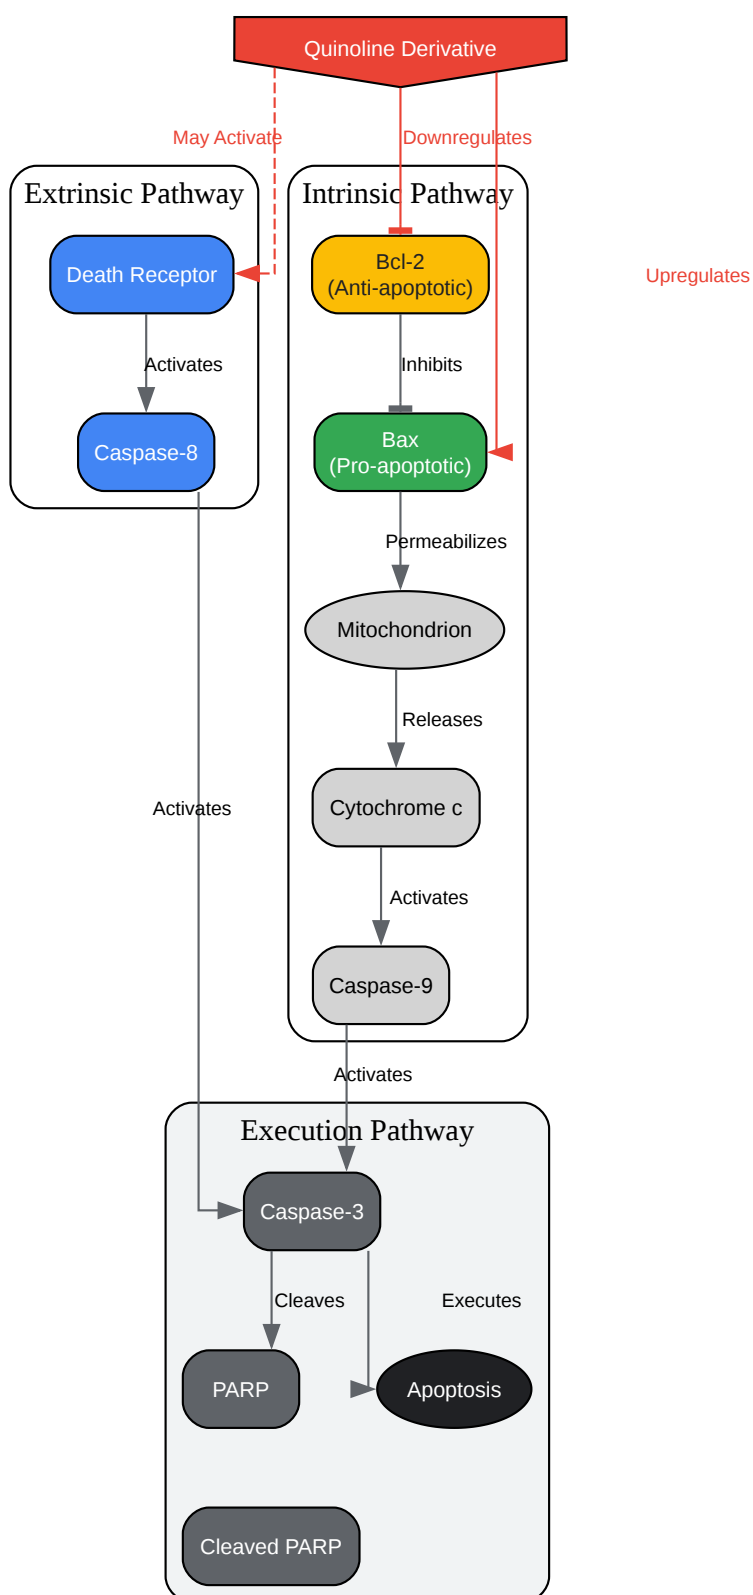 Quinoline Derivative
May Activate
Downregulates
Extrinsic Pathway
Intrinsic Pathway
Death Receptor
Bcl-2
(Anti-apoptotic)
Upregulates
Activates
Inhibits
Caspase-8
Bax
(Pro-apoptotic)
Permeabilizes
Mitochondrion
Releases
Activates
Cytochrome c
Activates
Caspase-9
Activates
Execution Pathway
Caspase-3
Cleaves
Executes
PARP
Apoptosis
Cleaved PARP